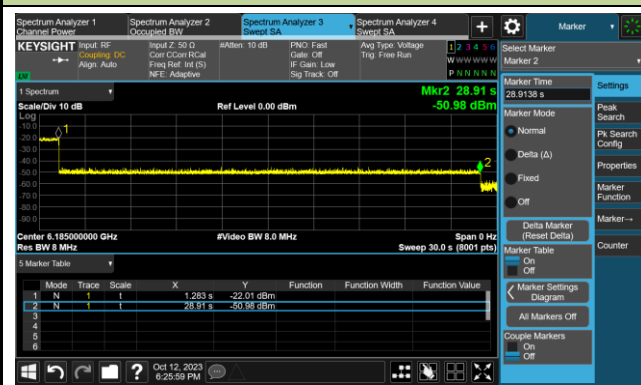 Spectrum Analyzer 1
Channel Power
Spectrum Analyzer 2
Occupied BW
Spectrum Analyzer 3
Swept SA
Spectrum Analyzer 4
Swept SA
+
Marker
KEYSIGHT
Input: RF
Coupling: DC
Align: Auto
Input Z: 50 Ω
Corr CCorr RCal
Freq Ref: Int (S)
NFE: Adaptive
#Atten: 10 dB
PNO: Fast
Gate: Off
IF Gain: Low
Sig Track: Off
Avg Type: Voltage
Trig: Free Run
1 2 3 4 5 6
W W W W W W
P N N N N N
LXI
Select Marker
Marker 2
1 Spectrum
Scale/Div 10 dB
Ref Level 0.00 dBm
Mkr2 28.91 s
-50.98 dBm
Log
-10.0
-20.0
-30.0
-40.0
-50.0
-60.0
-70.0
-80.0
-90.0
1
2
Center 6.185000000 GHz
#Video BW 8.0 MHz
Span 0 Hz
Res BW 8 MHz
Sweep 30.0 s (8001 pts)
5 Marker Table
Mode Trace Scale X Y Function Function Width Function Value
1 N 1 t 1.283 s -22.01 dBm
2 N 1 t 28.91 s -50.98 dBm
3
4
5
6
Marker Time
28.9138 s
Marker Mode
Normal
Delta (Δ)
Fixed
Off
Delta Marker
(Reset Delta)
Marker Table
On
Off
Marker Settings
Diagram
All Markers Off
Couple Markers
On
Off
Settings
Peak
Search
Pk Search
Config
Properties
Marker
Function
Marker→
Counter
?
Oct 12, 2023
6:25:59 PM